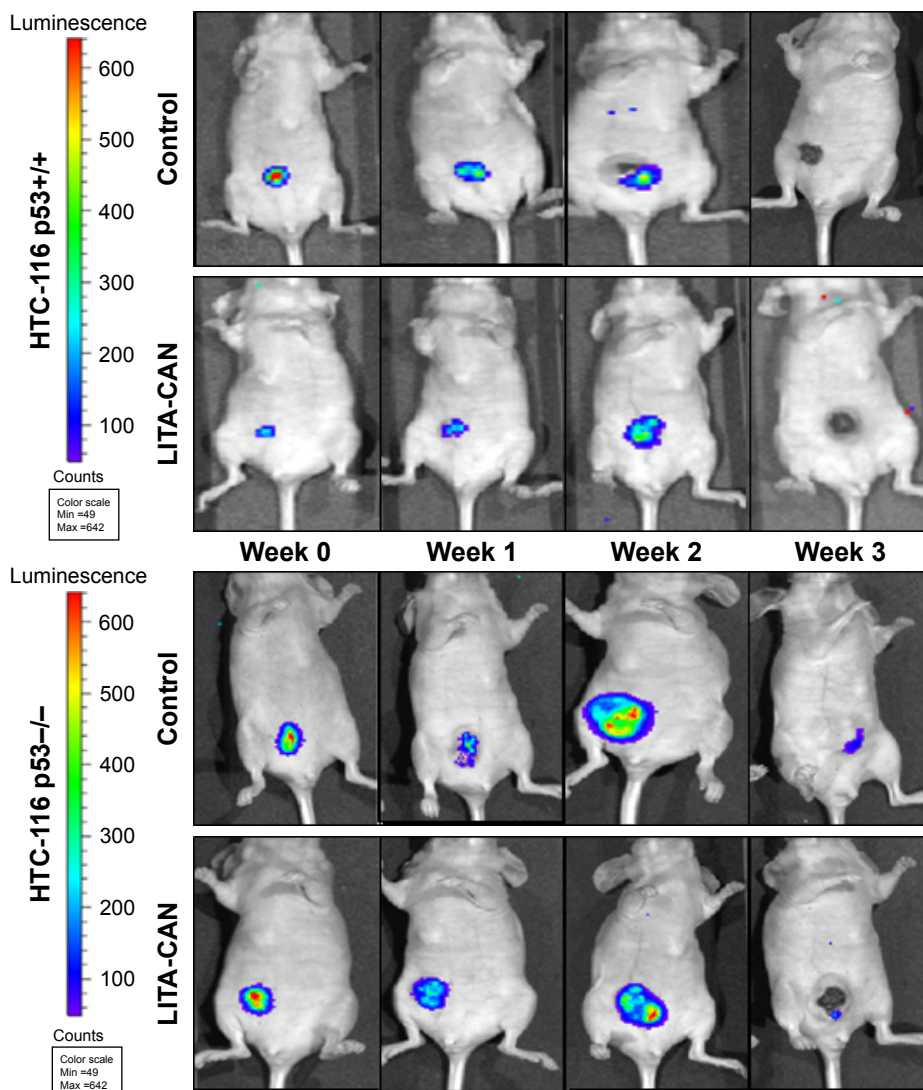 Luminescence
600
500
400
300
200
100
Counts
Color scale
Min =49
Max =642
HTC-116 p53+/+
Control
LITA-CAN
Week 0 Week 1 Week 2 Week 3
Luminescence
600
500
400
300
200
100
Counts
Color scale
Min =49
Max =642
HTC-116 p53–/–
Control
LITA-CAN